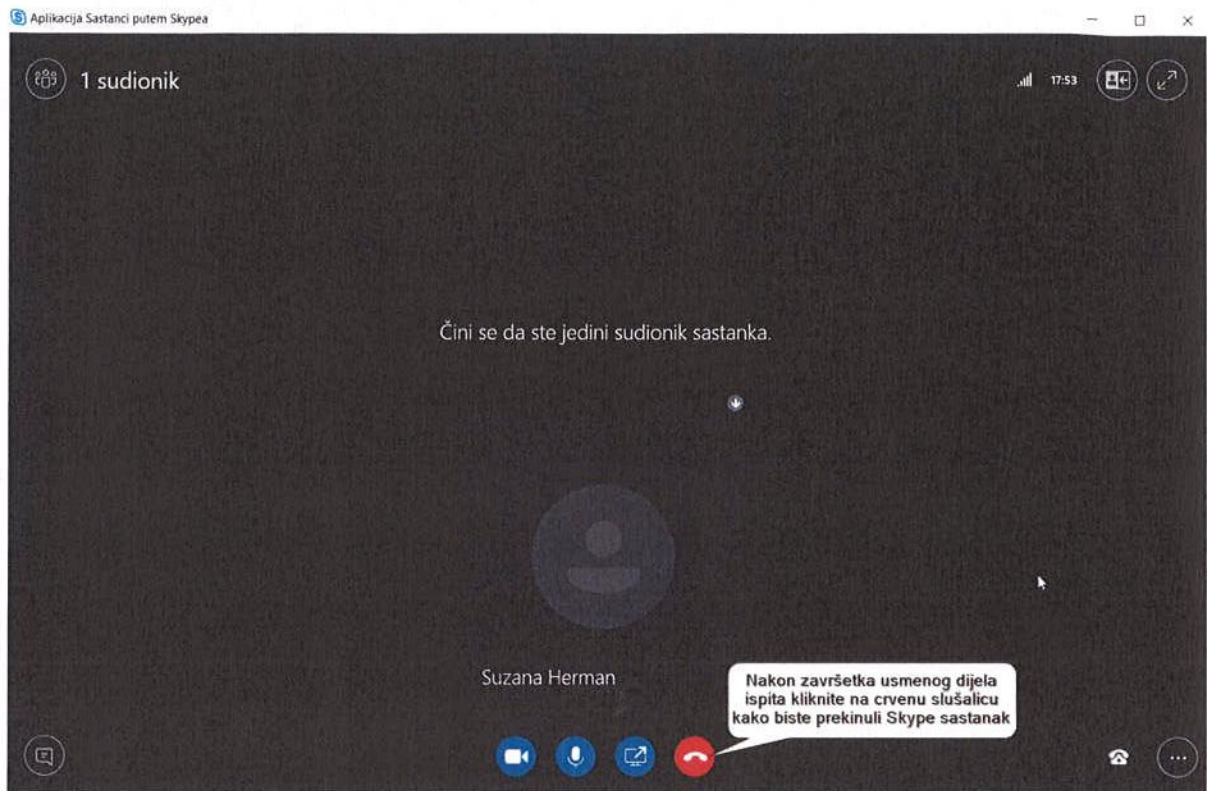 Aplikacija Sastanci putem Skypea
1 sudionik
17:53
Čini se da ste jedini sudionik sastanka.
Suzana Herman
Nakon završetka usmenog dijela
ispita kliknite na crvenu slušalicu
kako biste prekinuli Skype sastanak